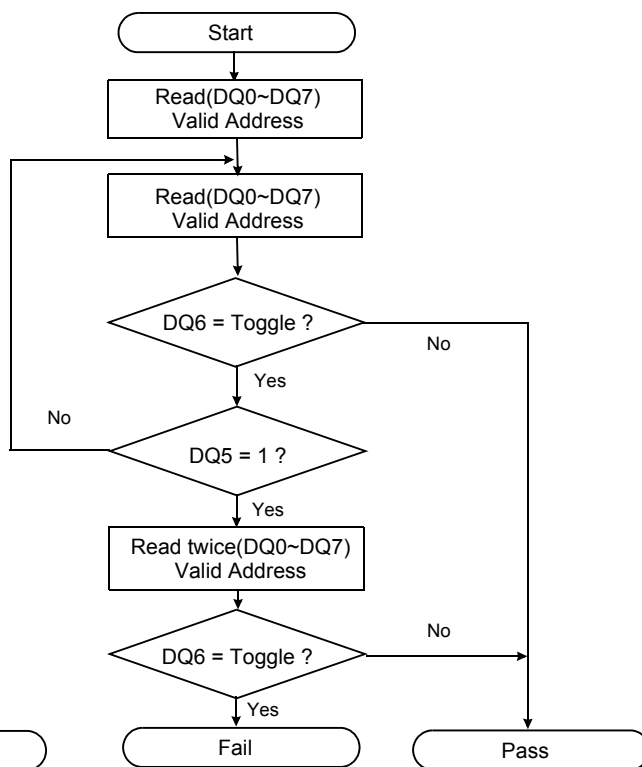 Start
Read(DQ0~DQ7)
Valid Address
Read(DQ0~DQ7)
Valid Address
DQ6 = Toggle ?
No
Yes
No
DQ5 = 1 ?
Yes
Read twice(DQ0~DQ7)
Valid Address
No
DQ6 = Toggle ?
Yes
Fail
Pass